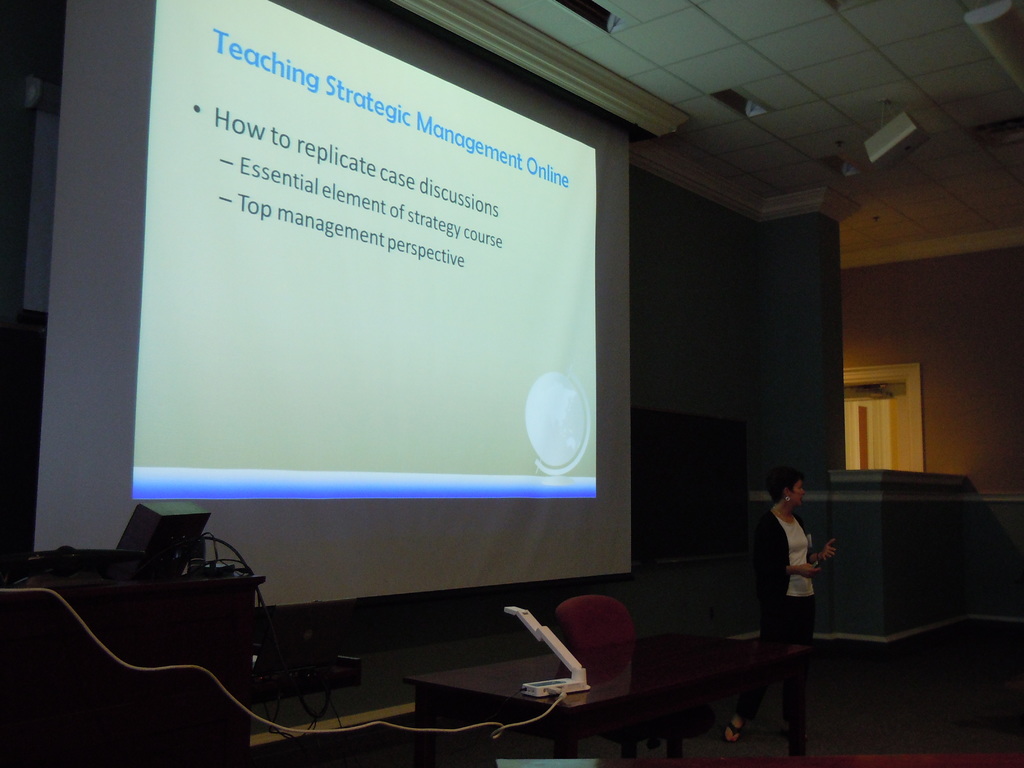 Teaching Strategic Management Online
• How to replicate case discussions
– Essential element of strategy course
– Top management perspective